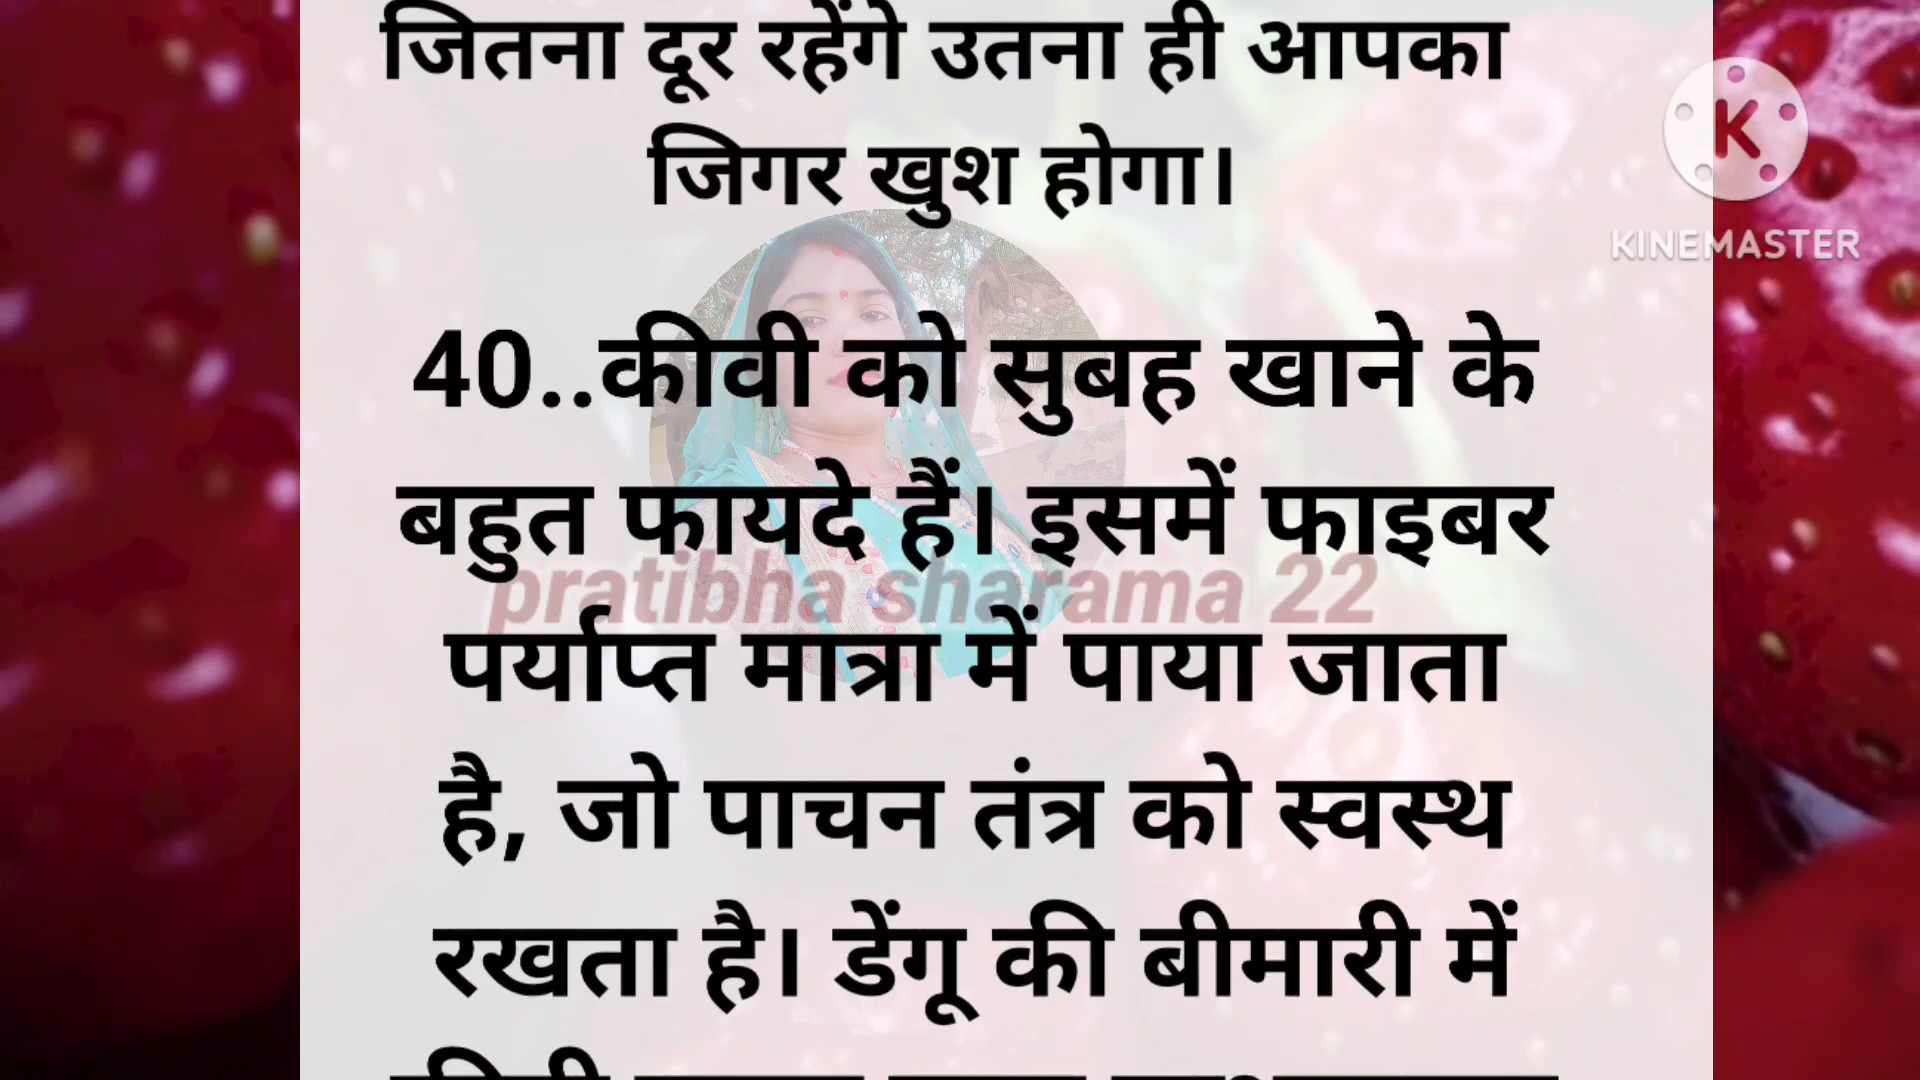 जितना दूर रहेंगे उतना ही आपका
जिगर खुश होगा।
K
KINEMASTER
40..कीवी को सुबह खाने के
बहुत फायदे हैं। इसमें फाइबर
pratibha sharama 22
पर्याप्त मात्रा में पाया जाता
है, जो पाचन तंत्र को स्वस्थ
रखता है। डेंगू की बीमारी में